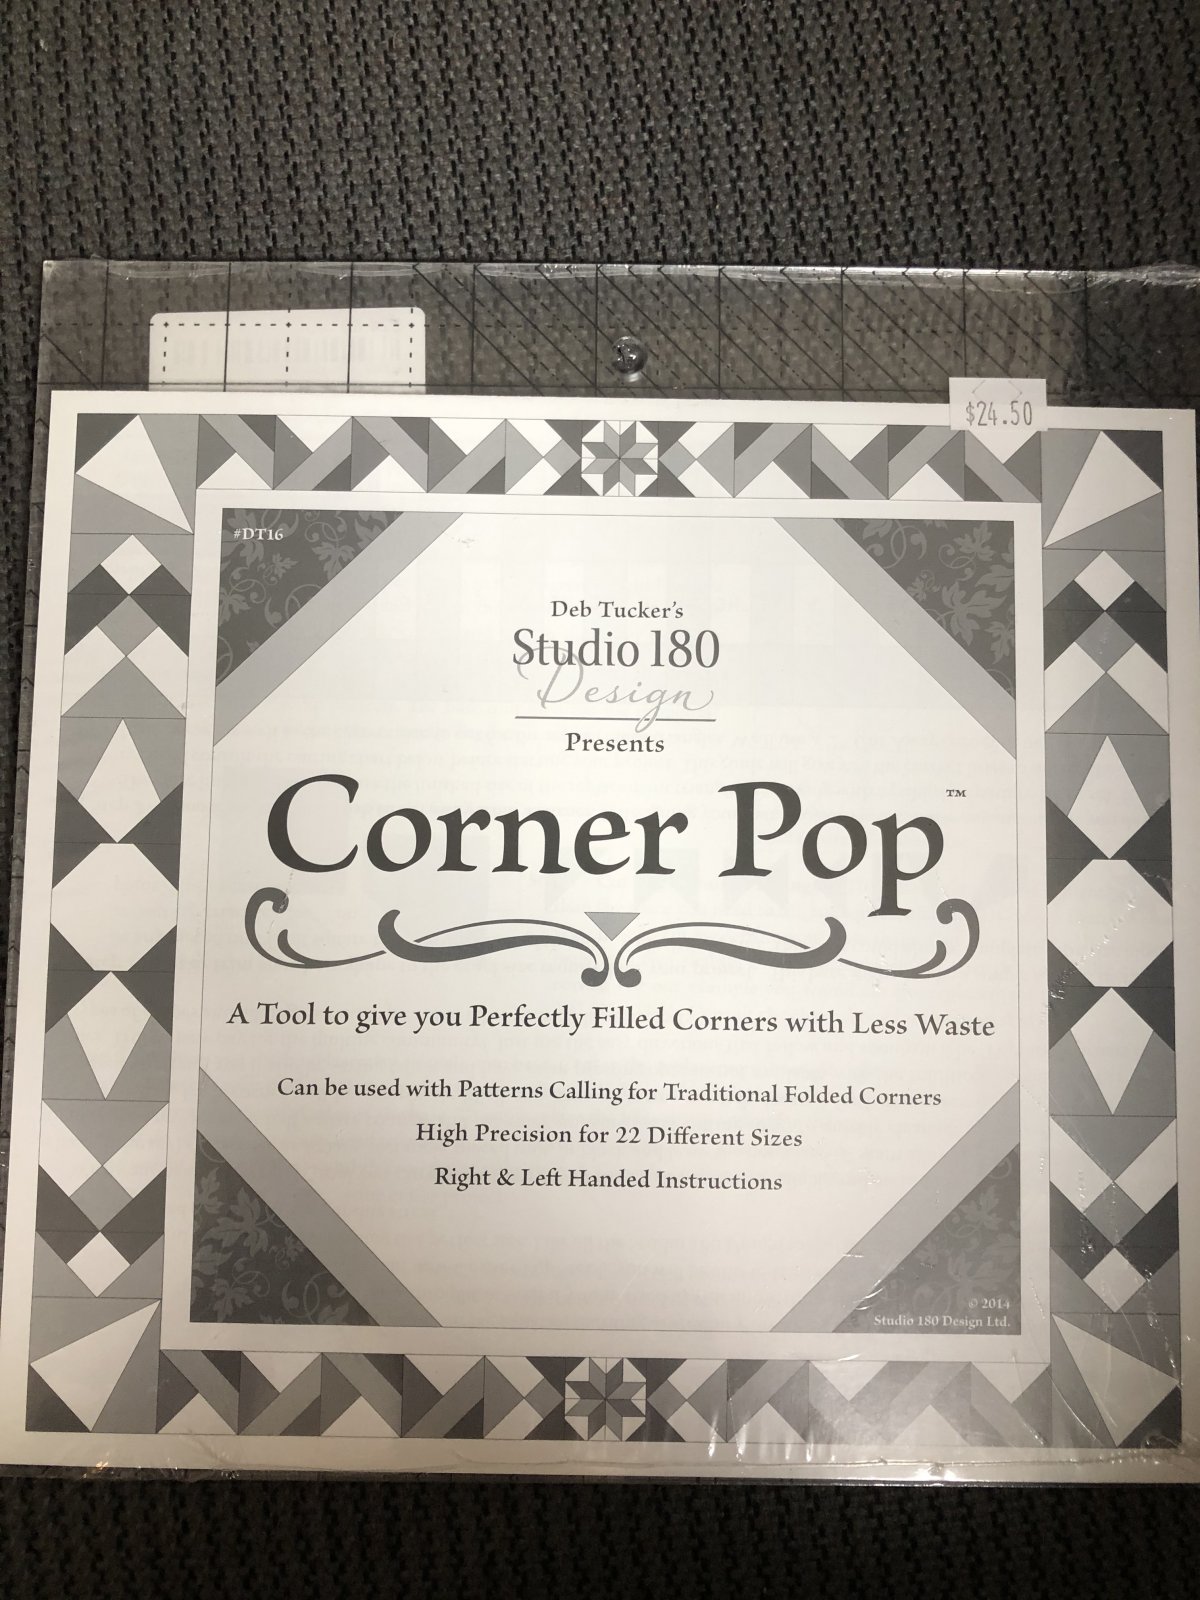 $24.50
#DT16
Deb Tucker's
Studio 180
Design
Presents
Corner Pop™
A Tool to give you Perfectly Filled Corners with Less Waste
Can be used with Patterns Calling for Traditional Folded Corners
High Precision for 22 Different Sizes
Right & Left Handed Instructions
© 2014
Studio 180 Design Ltd.